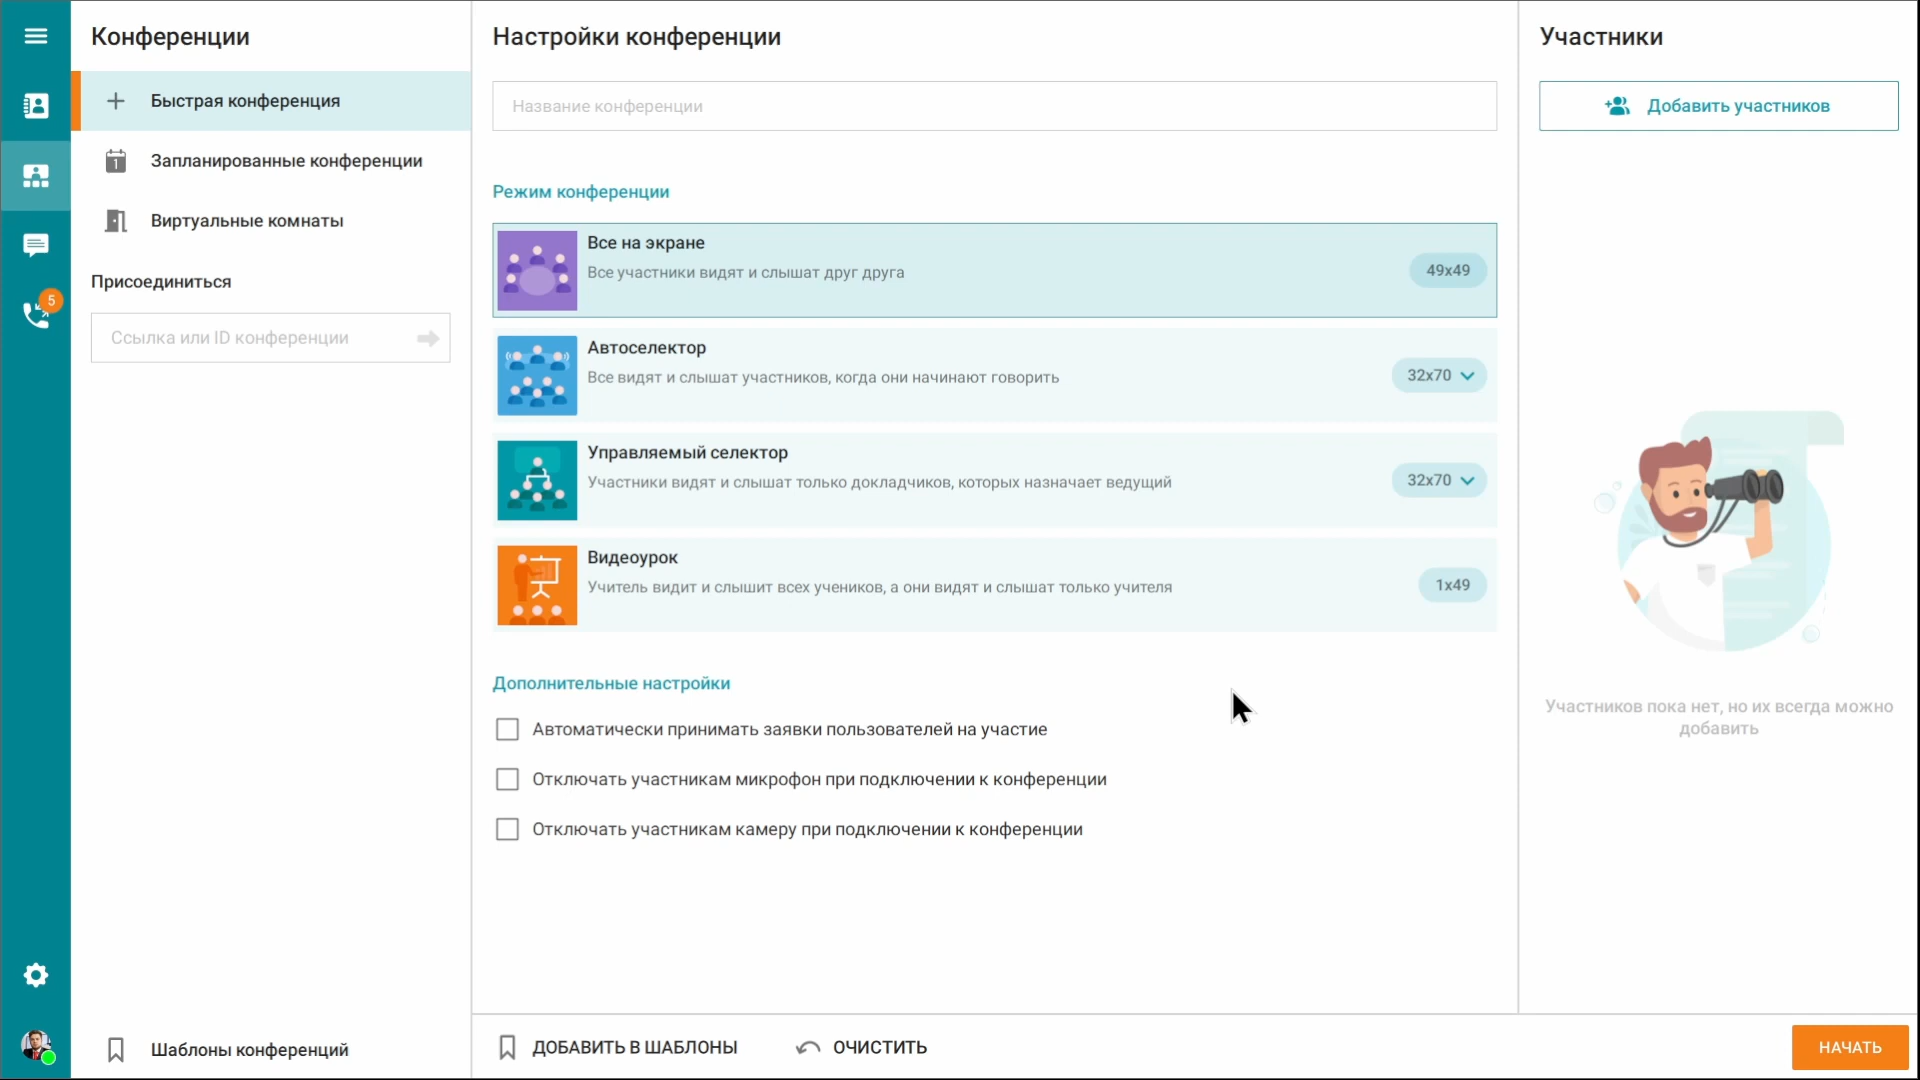 Конференции
Быстрая конференция
1
Запланированные конференции
Виртуальные комнаты
5
Присоединиться
Ссылка или ID конференции
Шаблоны конференций
Настройки конференции
Название конференции
Режим конференции
Все на экране
Все участники видят и слышат друг друга
49x49
Автоселектор
Все видят и слышат участников, когда они начинают говорить
32x70
Управляемый селектор
Участники видят и слышат только докладчиков, которых назначает ведущий
32x70
Видеоурок
Учитель видит и слышит всех учеников, а они видят и слышат только учителя
1x49
Дополнительные настройки
Автоматически принимать заявки пользователей на участие
Отключать участникам микрофон при подключении к конференции
Отключать участникам камеру при подключении к конференции
ДОБАВИТЬ В ШАБЛОНЫ
ОЧИСТИТЬ
Участники
Добавить участников
Участников пока нет, но их всегда можно
добавить
НАЧАТЬ